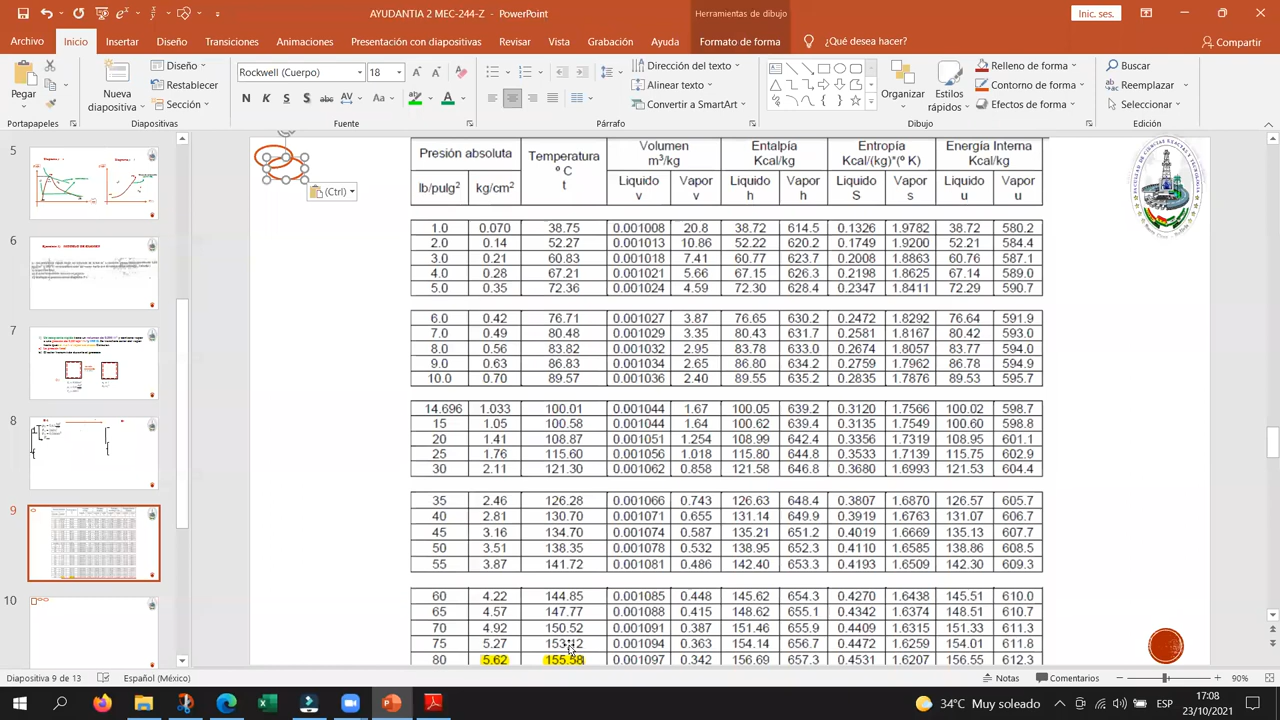 AYUDANTIA 2 MEC-244-Z - PowerPoint
Herramientas de dibujo
Inic. ses.
Archivo Inicio Insertar Diseño Transiciones Animaciones Presentación con diapositivas Revisar Vista Grabación Ayuda Formato de forma ¿Qué desea hacer? Compartir
Pegar
Nueva diapositiva
Diseño
Restablecer
Sección
Rockwell (Cuerpo) 18
N K S S abc AV Aa A
Dirección del texto
Alinear texto
Convertir a SmartArt
Organizar
Estilos rápidos
Relleno de forma
Contorno de forma
Efectos de forma
Buscar
Reemplazar
Seleccionar
Portapapeles Diapositivas Fuente Párrafo Dibujo Edición
5
6
7
8
9
10
(Ctrl)
Presión absoluta Temperatura º C t Volumen m³/kg Entalpía Kcal/kg Entropía Kcal/(kg)*(º K) Energía Interna Kcal/kg
lb/pulg² kg/cm² Liquido v Vapor v Liquido h Vapor h Liquido S Vapor s Liquido u Vapor u
1.0 0.070 38.75 0.001008 20.8 38.72 614.5 0.1326 1.9782 38.72 580.2
2.0 0.14 52.27 0.001013 10.86 52.22 620.2 0.1749 1.9200 52.21 584.4
3.0 0.21 60.83 0.001018 7.41 60.77 623.7 0.2008 1.8863 60.76 587.1
4.0 0.28 67.21 0.001021 5.66 67.15 626.3 0.2198 1.8625 67.14 589.0
5.0 0.35 72.36 0.001024 4.59 72.30 628.4 0.2347 1.8411 72.29 590.7
6.0 0.42 76.71 0.001027 3.87 76.65 630.2 0.2472 1.8292 76.64 591.9
7.0 0.49 80.48 0.001029 3.35 80.43 631.7 0.2581 1.8167 80.42 593.0
8.0 0.56 83.82 0.001032 2.95 83.78 633.0 0.2674 1.8057 83.77 594.0
9.0 0.63 86.83 0.001034 2.65 86.80 634.2 0.2759 1.7962 86.78 594.9
10.0 0.70 89.57 0.001036 2.40 89.55 635.2 0.2835 1.7876 89.53 595.7
14.696 1.033 100.01 0.001044 1.67 100.05 639.2 0.3120 1.7566 100.02 598.7
15 1.05 100.58 0.001044 1.64 100.62 639.4 0.3135 1.7549 100.60 598.8
20 1.41 108.87 0.001051 1.254 108.99 642.4 0.3356 1.7319 108.95 601.1
25 1.76 115.60 0.001056 1.018 115.80 644.8 0.3533 1.7139 115.75 602.9
30 2.11 121.30 0.001062 0.858 121.58 646.8 0.3680 1.6993 121.53 604.4
35 2.46 126.28 0.001066 0.743 126.63 648.4 0.3807 1.6870 126.57 605.7
40 2.81 130.70 0.001071 0.655 131.14 649.9 0.3919 1.6763 131.07 606.7
45 3.16 134.70 0.001074 0.587 135.21 651.2 0.4019 1.6669 135.13 607.7
50 3.51 138.35 0.001078 0.532 138.95 652.3 0.4110 1.6585 138.86 608.5
55 3.87 141.72 0.001081 0.486 142.40 653.3 0.4193 1.6509 142.30 609.3
60 4.22 144.85 0.001085 0.448 145.62 654.3 0.4270 1.6438 145.51 610.0
65 4.57 147.77 0.001088 0.415 148.62 655.1 0.4342 1.6374 148.51 610.7
70 4.92 150.52 0.001091 0.387 151.46 655.9 0.4409 1.6315 151.33 611.3
75 5.27 0.001094 0.363 154.14 656.7 0.4472 1.6259 154.01 611.8
80 5.62 155.58 0.001097 0.342 156.69 657.3 0.4531 1.6207 156.55 612.3
Diapositiva 9 de 13 Español (México) Notas Comentarios 90%
34°C Muy soleado ESP 17:08
23/10/2021